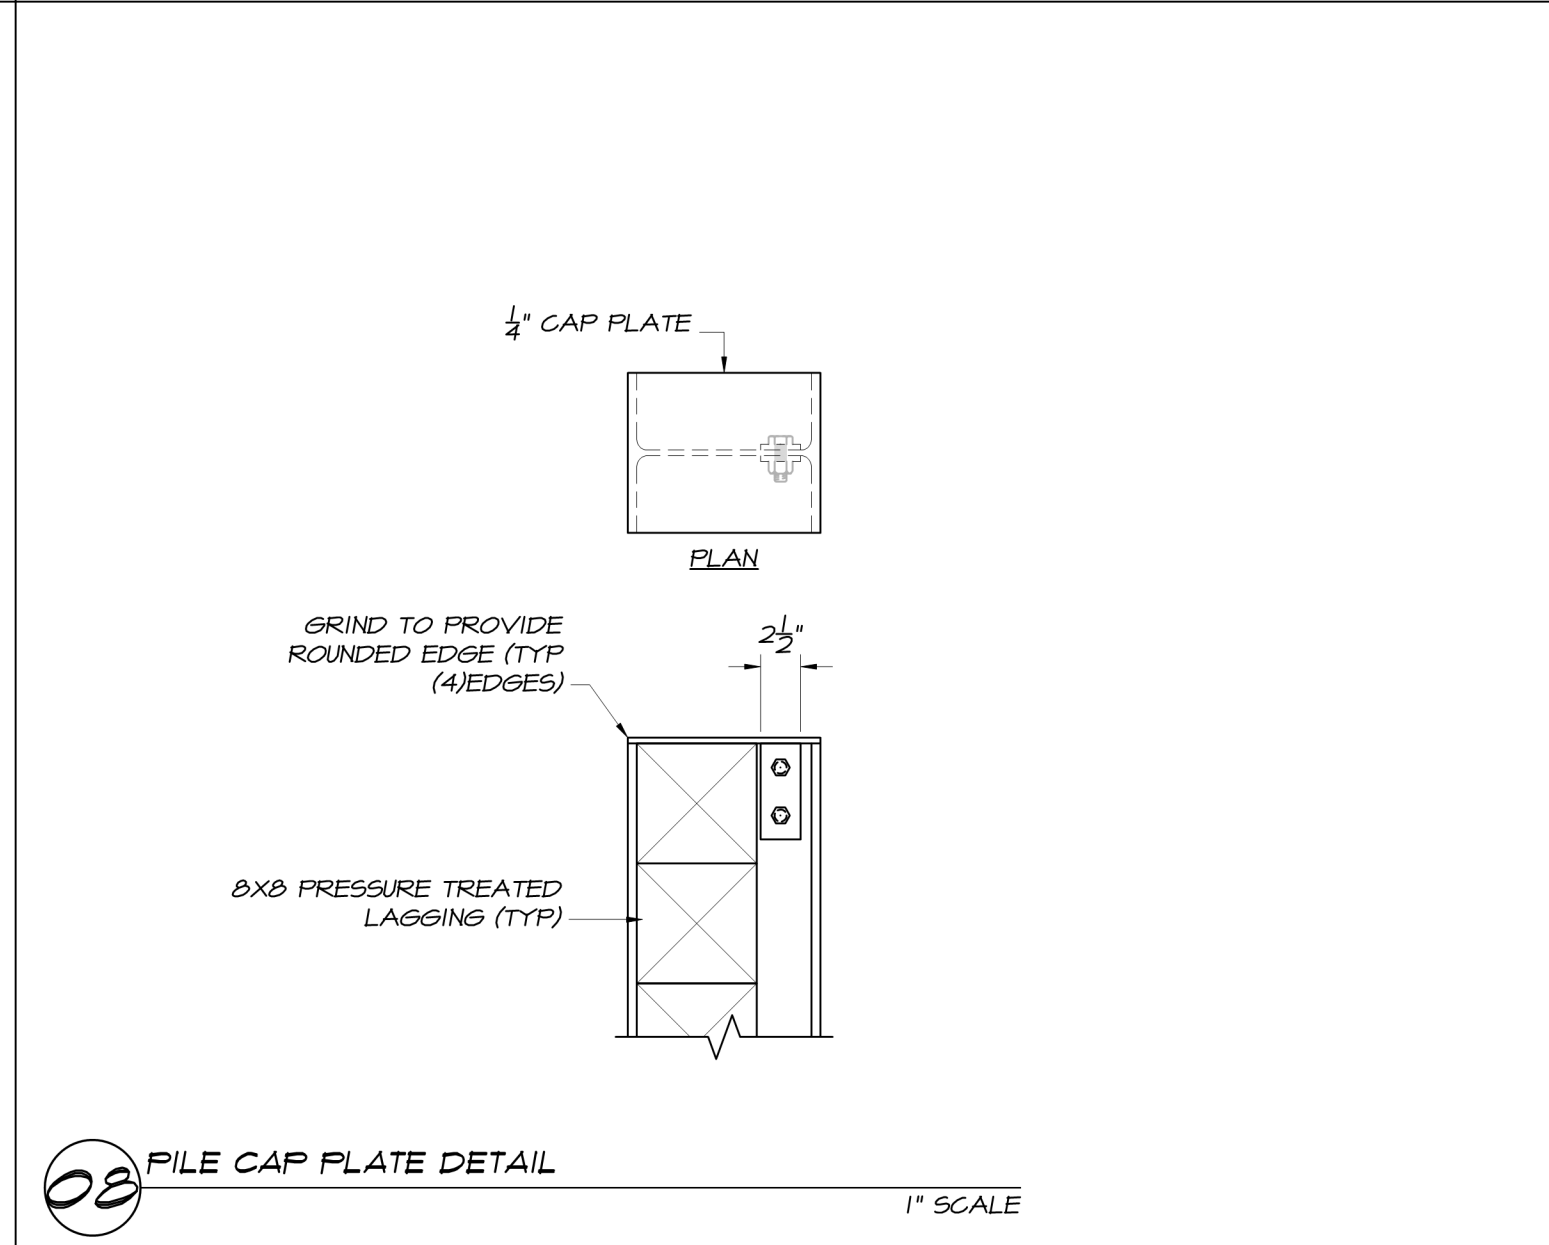 1/4" CAP PLATE
PLAN
GRIND TO PROVIDE
ROUNDED EDGE (TYP
(4)EDGES)
2 1/2"
8X8 PRESSURE TREATED
LAGGING (TYP)
08
PILE CAP PLATE DETAIL
1" SCALE